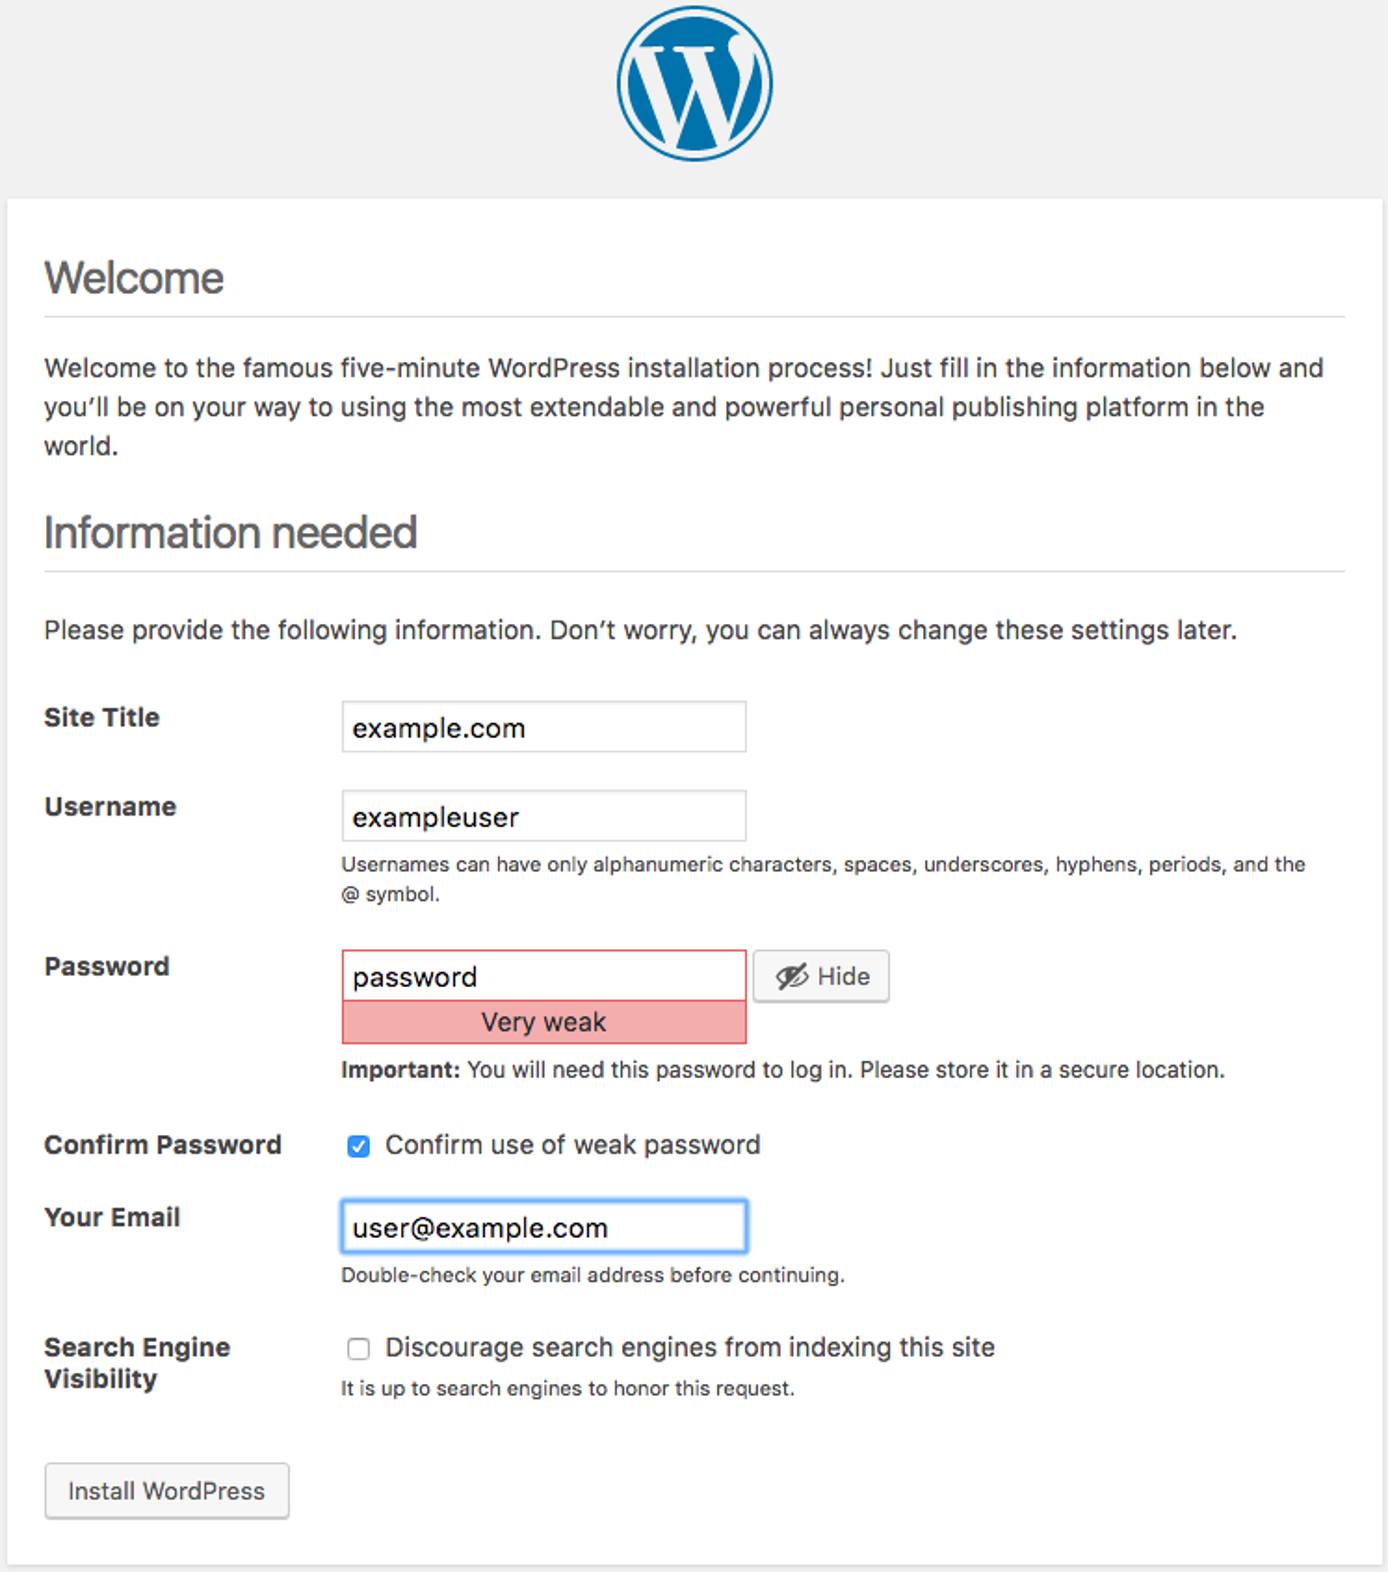 Welcome
Welcome to the famous five-minute WordPress installation process! Just fill in the information below and
you’ll be on your way to using the most extendable and powerful personal publishing platform in the
world.
Information needed
Please provide the following information. Don’t worry, you can always change these settings later.
Site Title
example.com
Username
exampleuser
Usernames can have only alphanumeric characters, spaces, underscores, hyphens, periods, and the
@ symbol.
Password
password
Hide
Very weak
Important: You will need this password to log in. Please store it in a secure location.
Confirm Password
Confirm use of weak password
Your Email
user@example.com
Double-check your email address before continuing.
Search Engine
Visibility
Discourage search engines from indexing this site
It is up to search engines to honor this request.
Install WordPress